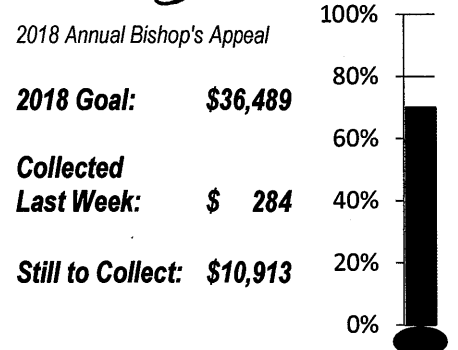 2018 Annual Bishop's Appeal
2018 Goal: $36,489
Collected
Last Week: $ 284
Still to Collect: $10,913
100%
80%
60%
40%
20%
0%